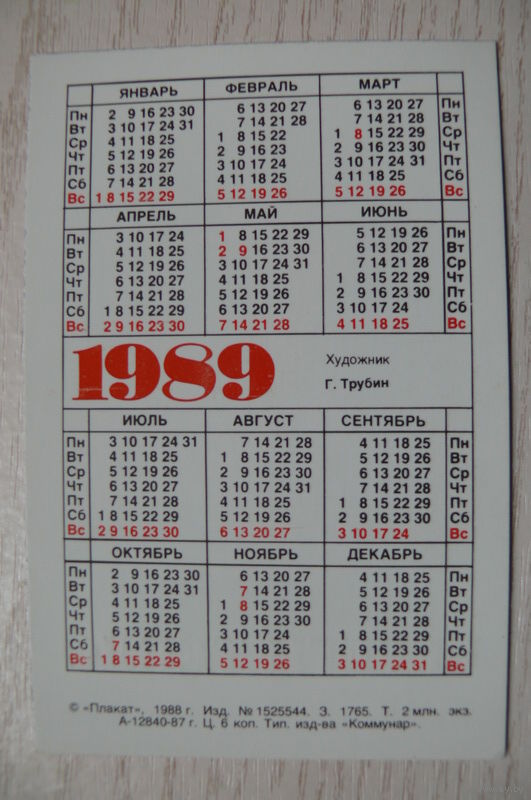 ЯНВАРЬ ФЕВРАЛЬ МАРТ
Пн 2 9 16 23 30 6 13 20 27 6 13 20 27 Пн
Вт 3 10 17 24 31 7 14 21 28 7 14 21 28 Вт
Ср 4 11 18 25 1 8 15 22 1 8 15 22 29 Ср
Чт 5 12 19 26 2 9 16 23 2 9 16 23 30 Чт
Пт 6 13 20 27 3 10 17 24 3 10 17 24 31 Пт
Сб 7 14 21 28 4 11 18 25 4 11 18 25 Сб
Вс 1 8 15 22 29 5 12 19 26 5 12 19 26 Вс
АПРЕЛЬ МАЙ ИЮНЬ
Пн 3 10 17 24 1 8 15 22 29 5 12 19 26 Пн
Вт 4 11 18 25 2 9 16 23 30 6 13 20 27 Вт
Ср 5 12 19 26 3 10 17 24 31 7 14 21 28 Ср
Чт 6 13 20 27 4 11 18 25 1 8 15 22 29 Чт
Пт 7 14 21 28 5 12 19 26 2 9 16 23 30 Пт
Сб 1 8 15 22 29 6 13 20 27 3 10 17 24 Сб
Вс 2 9 16 23 30 7 14 21 28 4 11 18 25 Вс
1989
Художник
Г. Трубин
ИЮЛЬ АВГУСТ СЕНТЯБРЬ
Пн 3 10 17 24 31 7 14 21 28 4 11 18 25 Пн
Вт 4 11 18 25 1 8 15 22 29 5 12 19 26 Вт
Ср 5 12 19 26 2 9 16 23 30 6 13 20 27 Ср
Чт 6 13 20 27 3 10 17 24 31 7 14 21 28 Чт
Пт 7 14 21 28 4 11 18 25 1 8 15 22 29 Пт
Сб 1 8 15 22 29 5 12 19 26 2 9 16 23 30 Сб
Вс 2 9 16 23 30 6 13 20 27 3 10 17 24 Вс
ОКТЯБРЬ НОЯБРЬ ДЕКАБРЬ
Пн 2 9 16 23 30 6 13 20 27 4 11 18 25 Пн
Вт 3 10 17 24 31 7 14 21 28 5 12 19 26 Вт
Ср 4 11 18 25 1 8 15 22 29 6 13 20 27 Ср
Чт 5 12 19 26 2 9 16 23 30 7 14 21 28 Чт
Пт 6 13 20 27 3 10 17 24 1 8 15 22 29 Пт
Сб 7 14 21 28 4 11 18 25 2 9 16 23 30 Сб
Вс 1 8 15 22 29 5 12 19 26 3 10 17 24 31 Вс
© «Плакат», 1988 г. Изд. № 1525544. З. 1765. Т. 2 млн. экз.
А-12840-87 г. Ц. 6 коп. Тип. изд-ва «Коммунар».